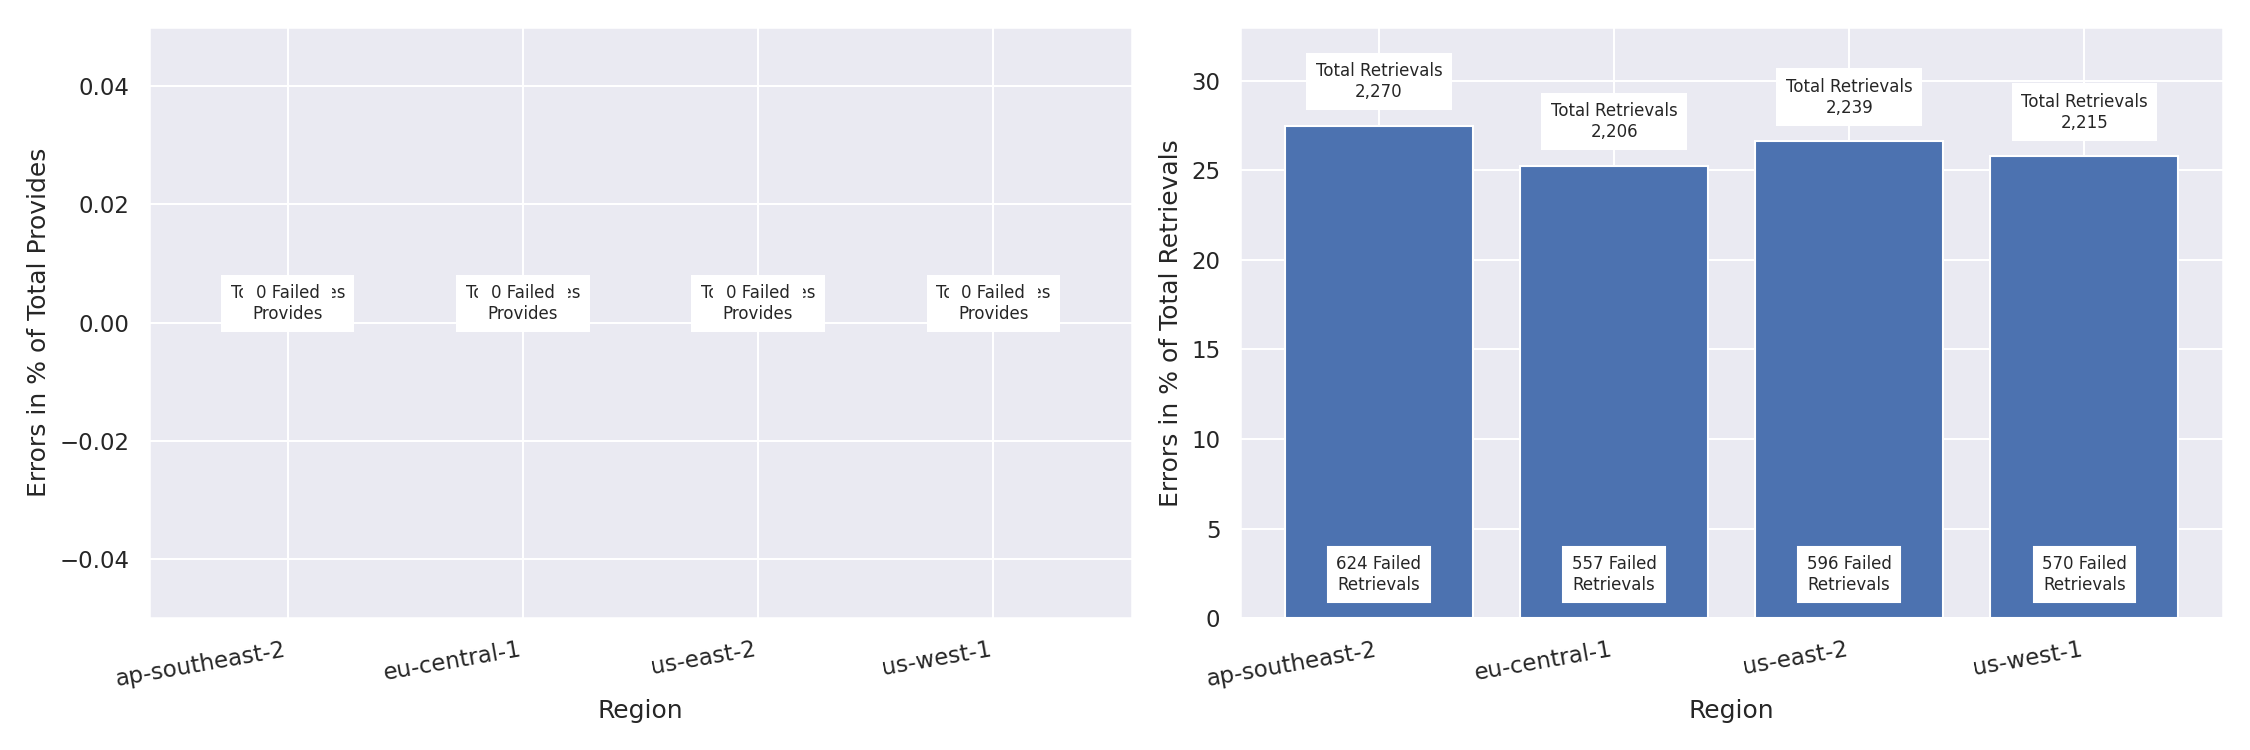 Errors in % of Total Provides
0.04
0.02
0.00
−0.02
−0.04
0 Failed
Provides
0 Failed
Provides
0 Failed
Provides
0 Failed
Provides
ap-southeast-2
eu-central-1
us-east-2
us-west-1
Region
Errors in % of Total Retrievals
30
25
20
15
10
5
0
Total Retrievals
2,270
Total Retrievals
2,206
Total Retrievals
2,239
Total Retrievals
2,215
624 Failed
Retrievals
557 Failed
Retrievals
596 Failed
Retrievals
570 Failed
Retrievals
ap-southeast-2
eu-central-1
us-east-2
us-west-1
Region